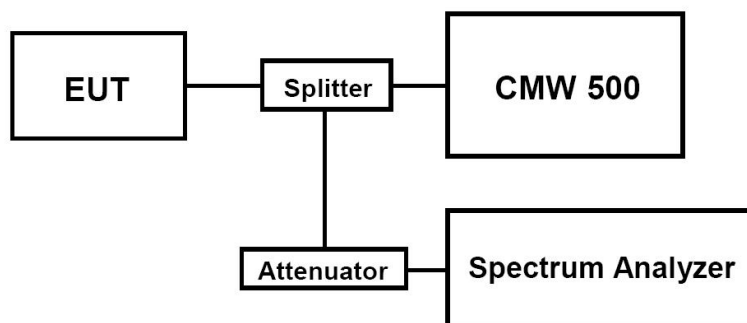 EUT
Splitter
CMW 500
Attenuator
Spectrum Analyzer